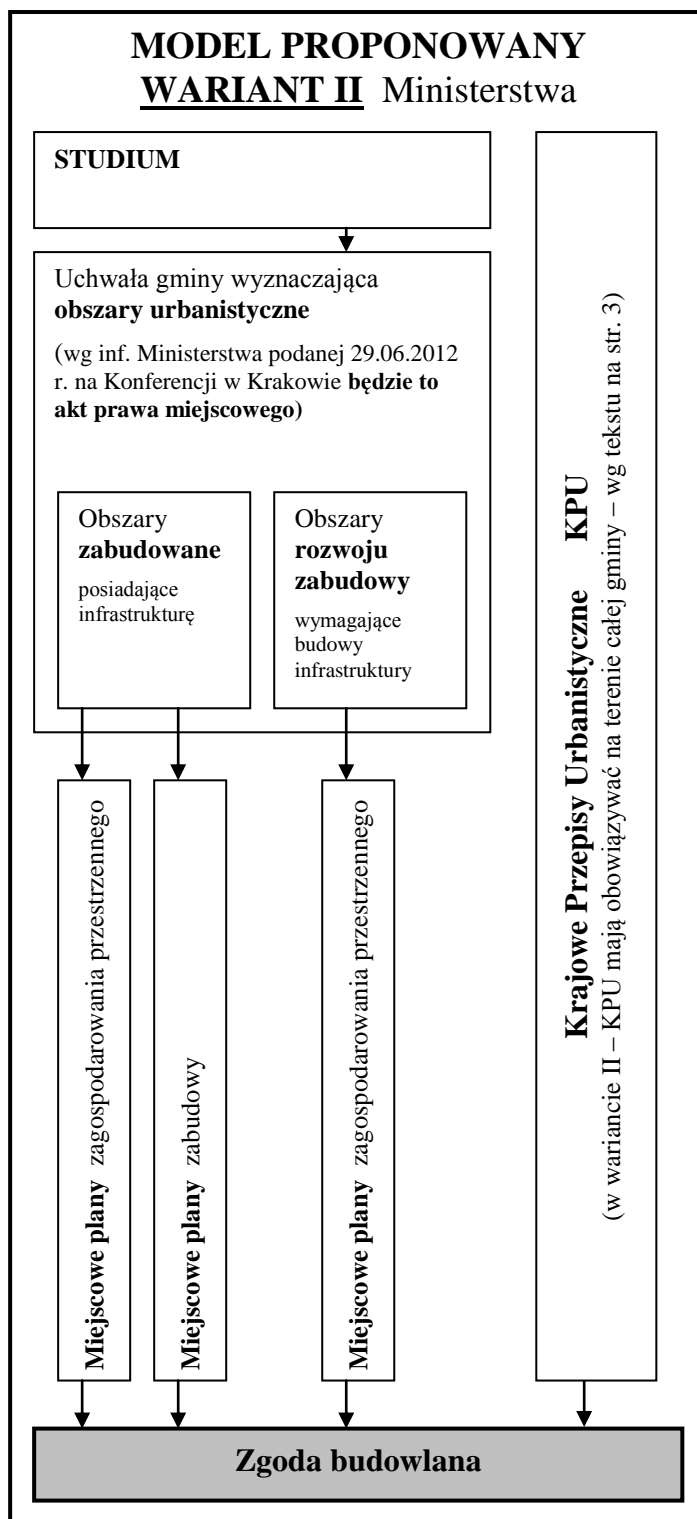 MODEL PROPONOWANY
WARIANT II Ministerstwa
STUDIUM
Uchwała gminy wyznaczająca
obszary urbanistyczne
(wg inf. Ministerstwa podanej 29.06.2012
r. na Konferencji w Krakowie będzie to
akt prawa miejscowego)
Obszary
zabudowane
posiadające
infrastrukturę
Obszary
rozwoju
zabudowy
wymagające
budowy
infrastruktury
Miejscowe plany zagospodarowania przestrzennego
Miejscowe plany zabudowy
Miejscowe plany zagospodarowania przestrzennego
Krajowe Przepisy Urbanistyczne KPU
(w wariancie II – KPU mają obowiązywać na terenie całej gminy – wg tekstu na str. 3)
Zgoda budowlana